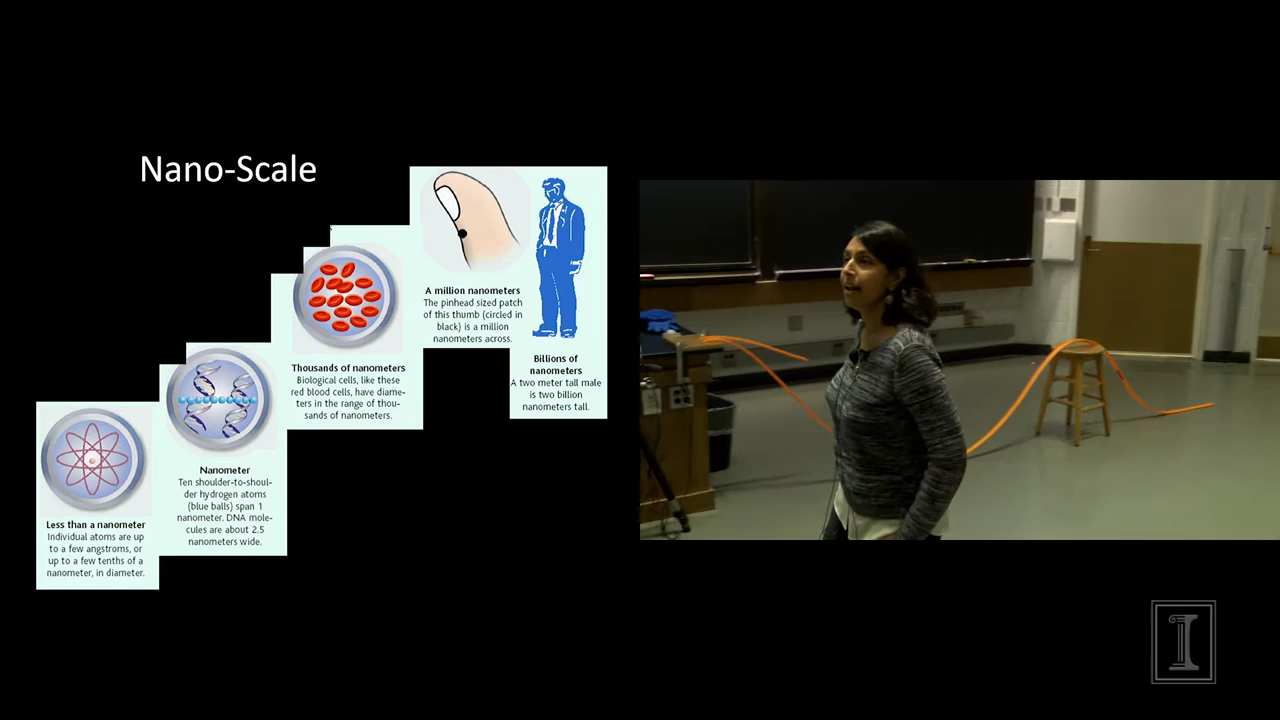 Nano-Scale
A million nanometers
The pinhead sized patch
of this thumb (circled in
black) is a million
nanometers across.
Billions of
nanometers
A two meter tall male
is two billion
nanometers tall.
Thousands of nanometers
Biological cells, like these
red blood cells, have diame-
ters in the range of thou-
sands of nanometers.
Nanometer
Ten shoulder-to-shoul-
der hydrogen atoms
(blue balls) span 1
nanometer. DNA mole-
cules are about 2.5
nanometers wide.
Less than a nanometer
Individual atoms are up
to a few angstroms, or
up to a few tenths of a
nanometer, in diameter.
I